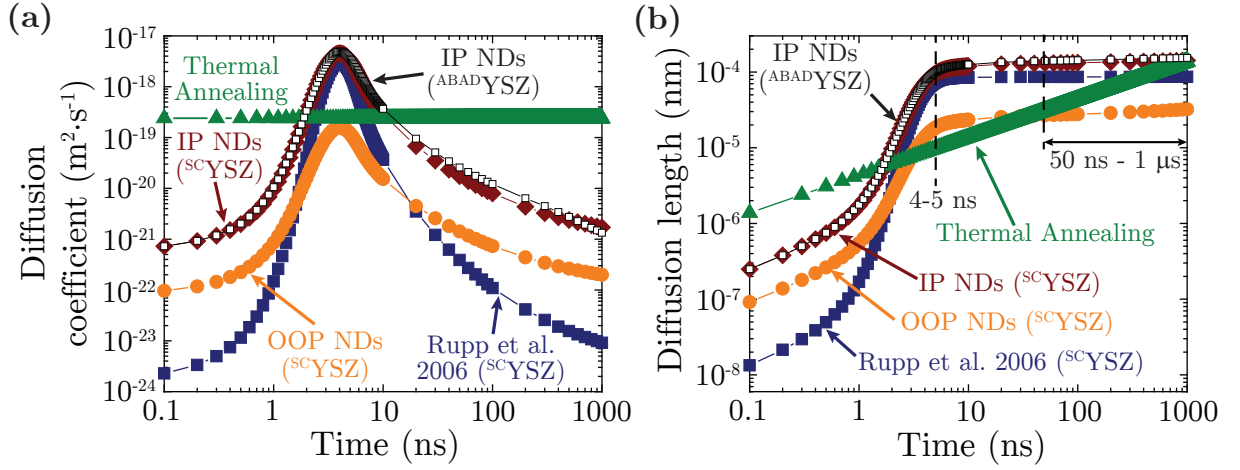 (a)
Diffusion
coefficient (m²·s⁻¹)
10⁻¹⁷
10⁻¹⁸
10⁻¹⁹
10⁻²⁰
10⁻²¹
10⁻²²
10⁻²³
10⁻²⁴
Thermal
Annealing
IP NDs
(ᴬᴮᴬᴰYSZ)
IP NDs
(ˢᶜYSZ)
OOP NDs
(ˢᶜYSZ)
Rupp et al.
2006 (ˢᶜYSZ)
0.1 1 10 100 1000
Time (ns)
(b)
Diffusion length (nm)
10⁻⁴
10⁻⁵
10⁻⁶
10⁻⁷
10⁻⁸
IP NDs
(ᴬᴮᴬᴰYSZ)
50 ns - 1 µs
4-5 ns
Thermal Annealing
IP NDs (ˢᶜYSZ)
OOP NDs (ˢᶜYSZ)
Rupp et al. 2006 (ˢᶜYSZ)
0.1 1 10 100 1000
Time (ns)